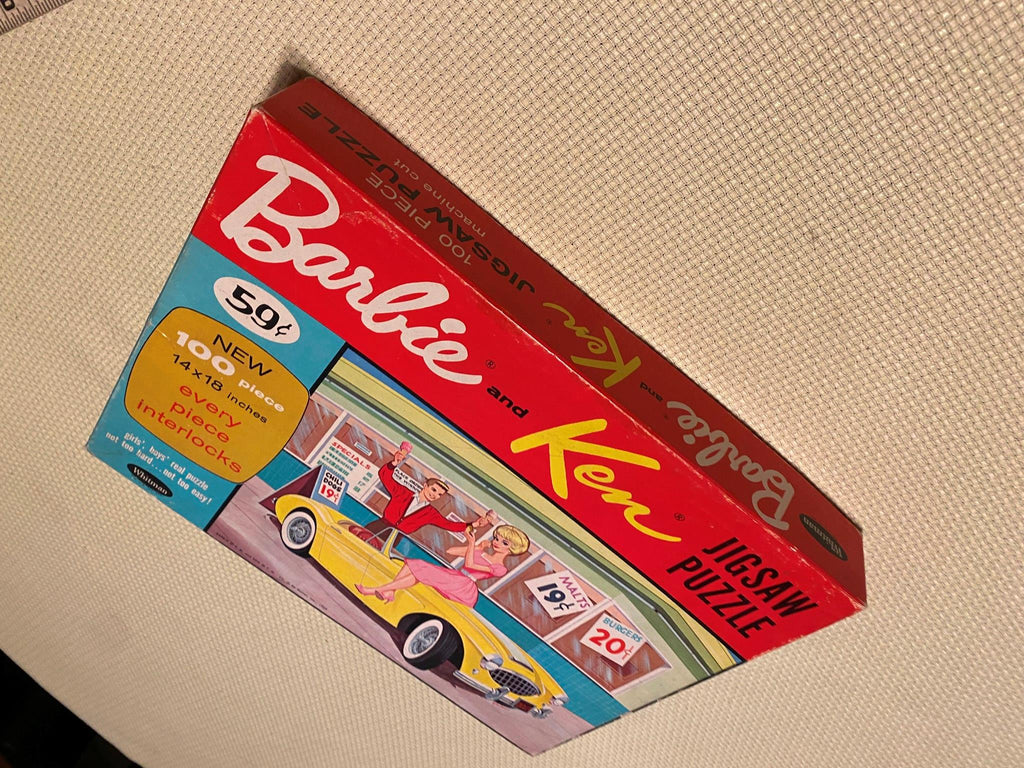 Barbie® and Ken®
JIGSAW
PUZZLE
59¢
NEW
100 piece
14 x 18 inches
every
piece
interlocks
girls', boys' real puzzle
not too hard...not too easy!
Whitman
SPECIALS
CHILI
DOGS
19¢
MALTS
19¢
BURGERS
20¢
Whitman
Barbie and Ken
100 PIECE
JIGSAW PUZZLE
machine cut